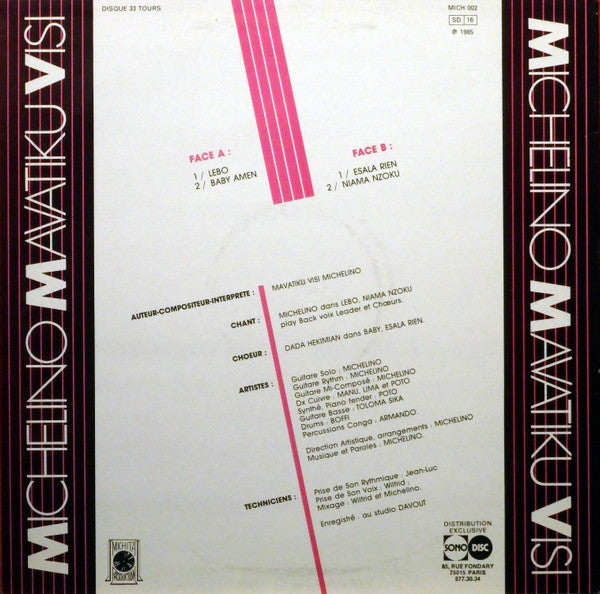 MICHELINO MAVATIKU VISI
DISQUE 33 TOURS
MICH 002
SD 16
℗ 1985
MICHELINO MAVATIKU VISI
FACE A :
1/ LEBO
2/ BABY AMEN
FACE B :
1/ ESALA RIEN
2/ NIAMA NZOKU
AUTEUR-COMPOSITEUR-INTERPRETE : MAVATIKU VISI MICHELINO
CHANT : MICHELINO dans LEBO, NIAMA NZOKU
play Back voix Leader et Chœurs.
CHOEUR : DADA HEKIMIAN dans BABY, ESALA RIEN.
ARTISTES : Guitare Solo : MICHELINO
Guitare Rythm : MICHELINO
Guitare Mi-Composé : MICHELINO
Dx Cuivre : MANU, LIMA et POTO
Synthé, Piano fender : POTO
Guitare Basse : TOLOMA SIKA
Drums : BOFFI
Percussions Conga : ARMANDO.
Direction Artistique, arrangements : MICHELINO
Musique et Paroles : MICHELINO.
TECHNICIENS : Prise de Son Rythmique : Jean-Luc
Prise de Son Voix : Wilfrid :
Mixage : Wilfrid et Michelino.
Enregistré : au studio DAVOUT
MICHITA
PRODUCTION
DISTRIBUTION
EXCLUSIVE
SONO DISC
85, RUE FONDARY
75015 PARIS
577.30.34